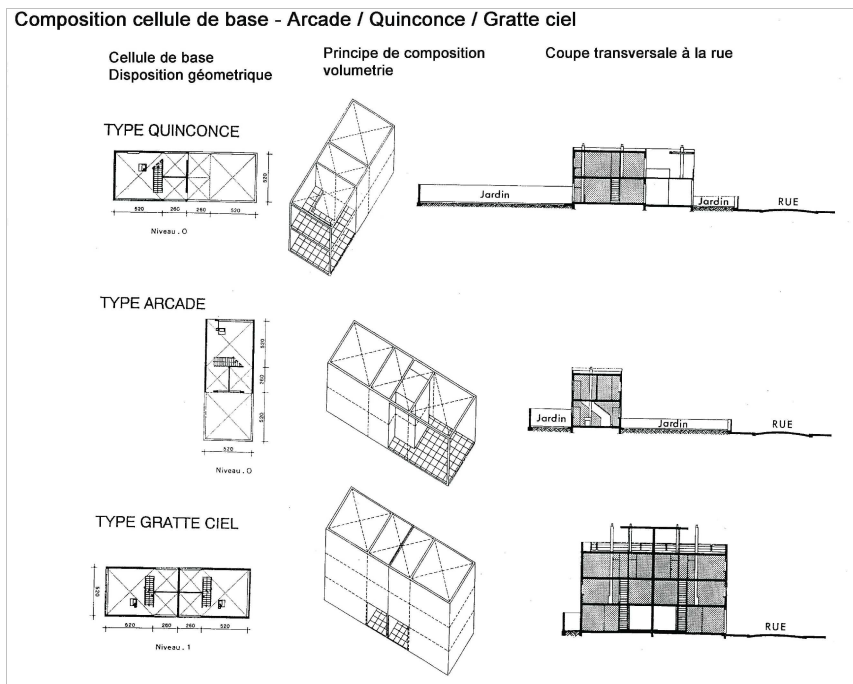 Composition cellule de base - Arcade / Quinconce / Gratte ciel
Cellule de base
Disposition géometrique
Principe de composition
volumetrie
Coupe transversale à la rue
TYPE QUINCONCE
520
520 260 260 520
Niveau . O
Jardin
Jardin
RUE
TYPE ARCADE
520
260
520
520
Niveau . O
Jardin
Jardin
RUE
TYPE GRATTE CIEL
520
520 260 260 520
Niveau . 1
RUE